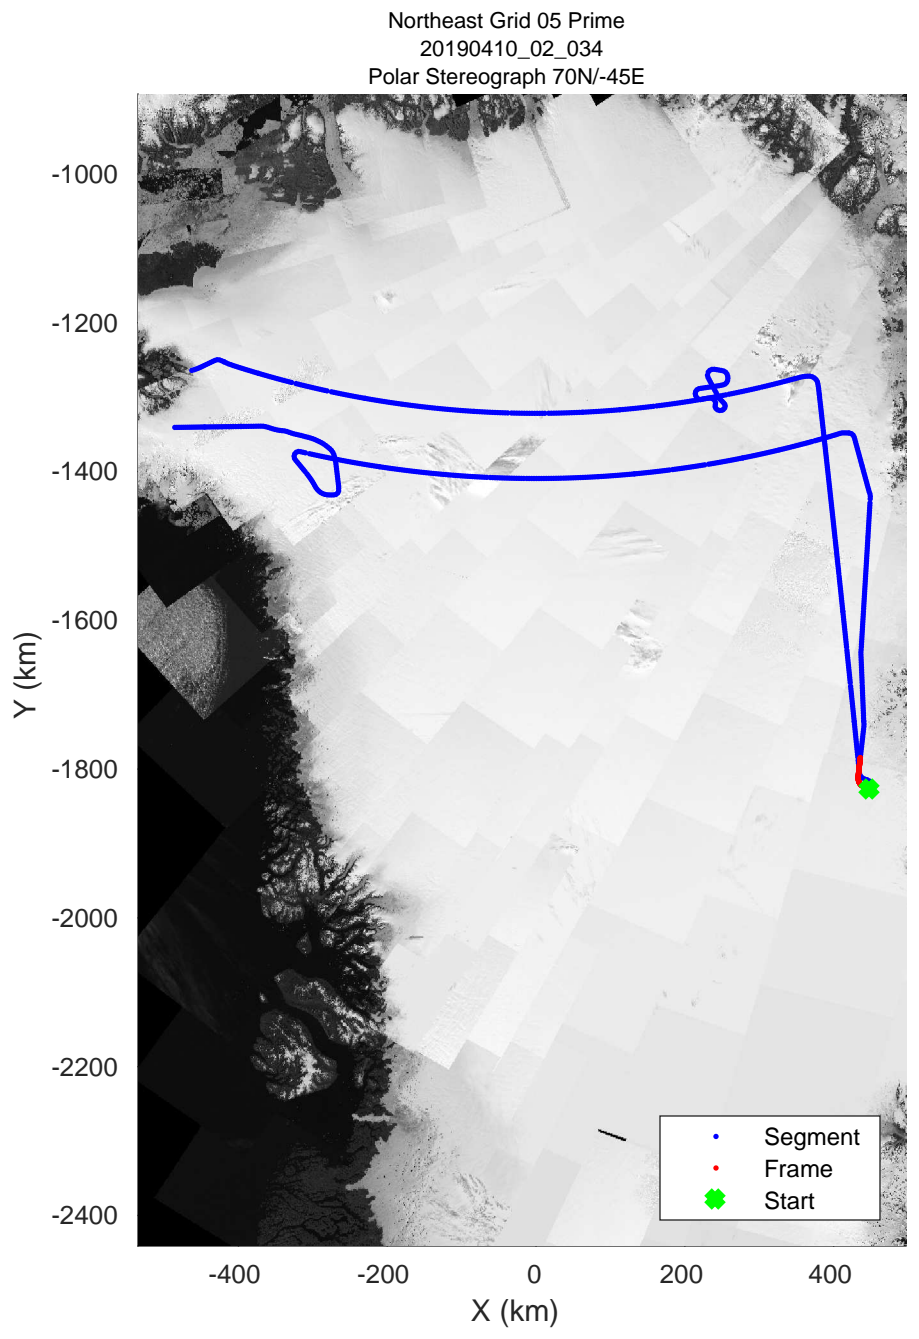 Northeast Grid 05 Prime
20190410_02_034
Polar Stereograph 70N/-45E
-1000
-1200
-1400
-1600
-1800
-2000
-2200
-2400
Y (km)
Segment
Frame
Start
-400
-200
0
200
400
X (km)